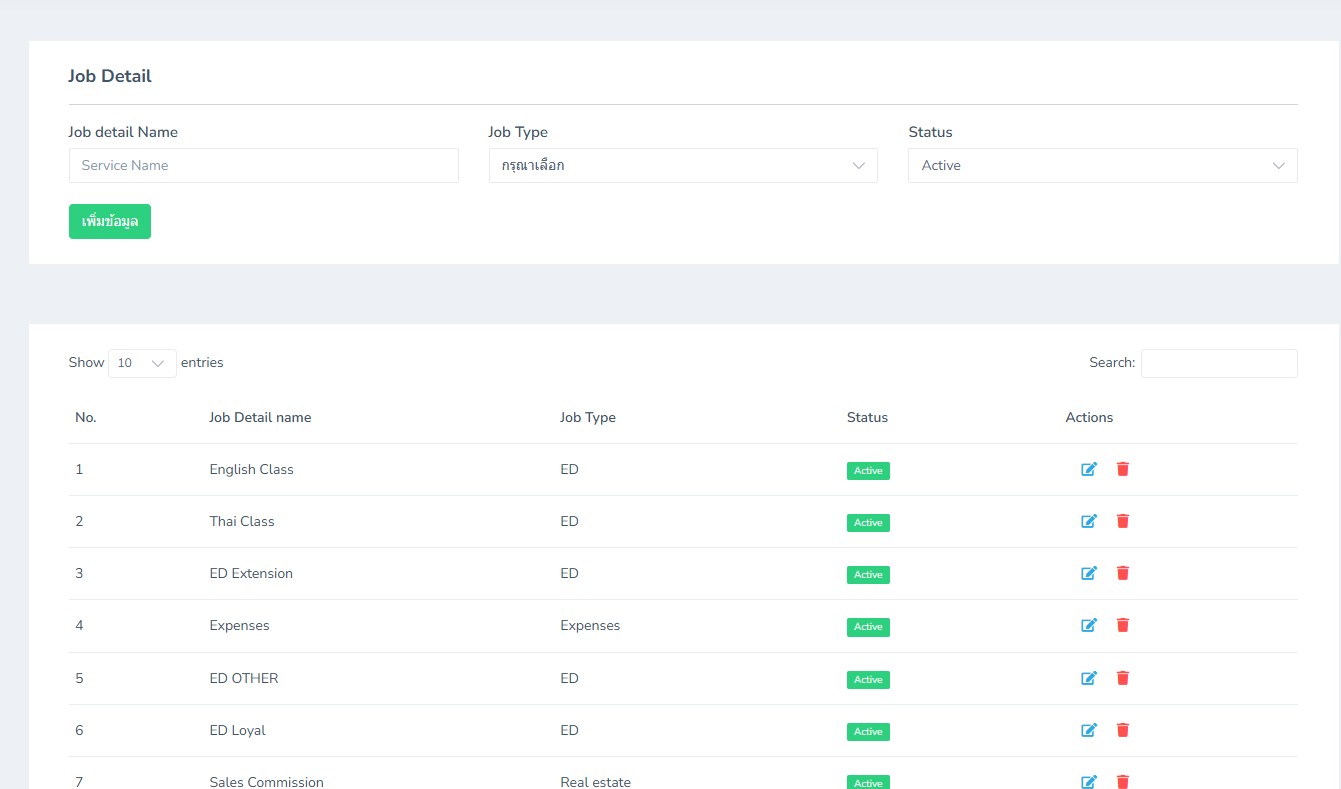 Job Detail
Job detail Name Job Type Status
Service Name กรุณาเลือก Active
เพิ่มข้อมูล
Show 10 entries Search:
No. Job Detail name Job Type Status Actions
1 English Class ED Active
2 Thai Class ED Active
3 ED Extension ED Active
4 Expenses Expenses Active
5 ED OTHER ED Active
6 ED Loyal ED Active
7 Sales Commission Real estate Active